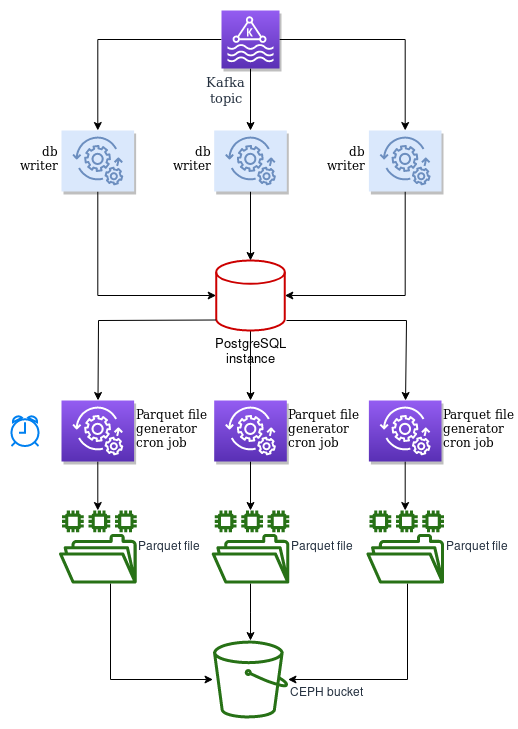 K
Kafka
topic
db
writer
db
writer
db
writer
PostgreSQL
instance
Parquet file
generator
cron job
Parquet file
generator
cron job
Parquet file
generator
cron job
Parquet file
Parquet file
Parquet file
CEPH bucket